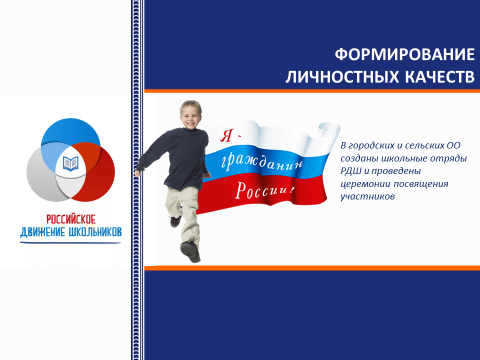 ФОРМИРОВАНИЕ
ЛИЧНОСТНЫХ КАЧЕСТВ
Я -
гражданин
России!
В городских и сельских ОО
созданы школьные отряды
РДШ и проведены
церемонии посвящения
участников
РОССИЙСКОЕ
ДВИЖЕНИЕ ШКОЛЬНИКОВ